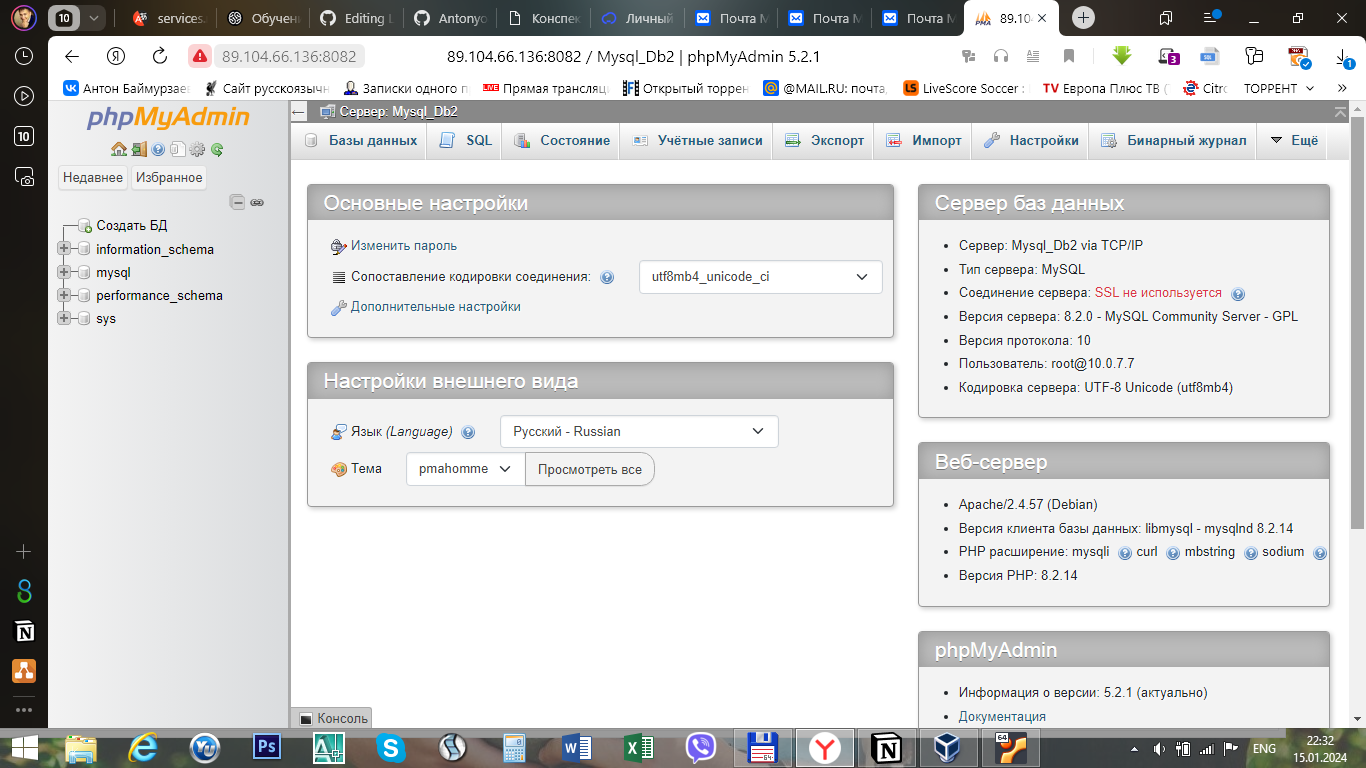 10
services.
Обучен
Editing L
Antonyo
Конспек
Личный
Почта М
Почта М
Почта М
PMA
89.104
89.104.66.136:8082
89.104.66.136:8082 / Mysql_Db2 | phpMyAdmin 5.2.1
3
1
Антон Баймурзаев
Сайт русскоязычн
Записки одного п
LIVE Прямая трансляци
Открытый торрен
@MAIL.RU: почта,
LS LiveScore Soccer :
TV Европа Плюс ТВ (
Citro
ТОРРЕНТ
10
phpMyAdmin
Недавнее
Избранное
Создать БД
information_schema
mysql
performance_schema
sys
Сервер: Mysql_Db2
Базы данных
SQL
Состояние
Учётные записи
Экспорт
Импорт
Настройки
Бинарный журнал
Ещё
Основные настройки
Изменить пароль
Сопоставление кодировки соединения:
utf8mb4_unicode_ci
Дополнительные настройки
Настройки внешнего вида
Язык (Language)
Русский - Russian
Тема
pmahomme
Просмотреть все
Сервер баз данных
Сервер: Mysql_Db2 via TCP/IP
Тип сервера: MySQL
Соединение сервера: SSL не используется
Версия сервера: 8.2.0 - MySQL Community Server - GPL
Версия протокола: 10
Пользователь: root@10.0.7.7
Кодировка сервера: UTF-8 Unicode (utf8mb4)
Веб-сервер
Apache/2.4.57 (Debian)
Версия клиента базы данных: libmysql - mysqlnd 8.2.14
PHP расширение: mysqli curl mbstring sodium
Версия PHP: 8.2.14
phpMyAdmin
Информация о версии: 5.2.1 (актуально)
Документация
Консоль
ENG
22:32
15.01.2024